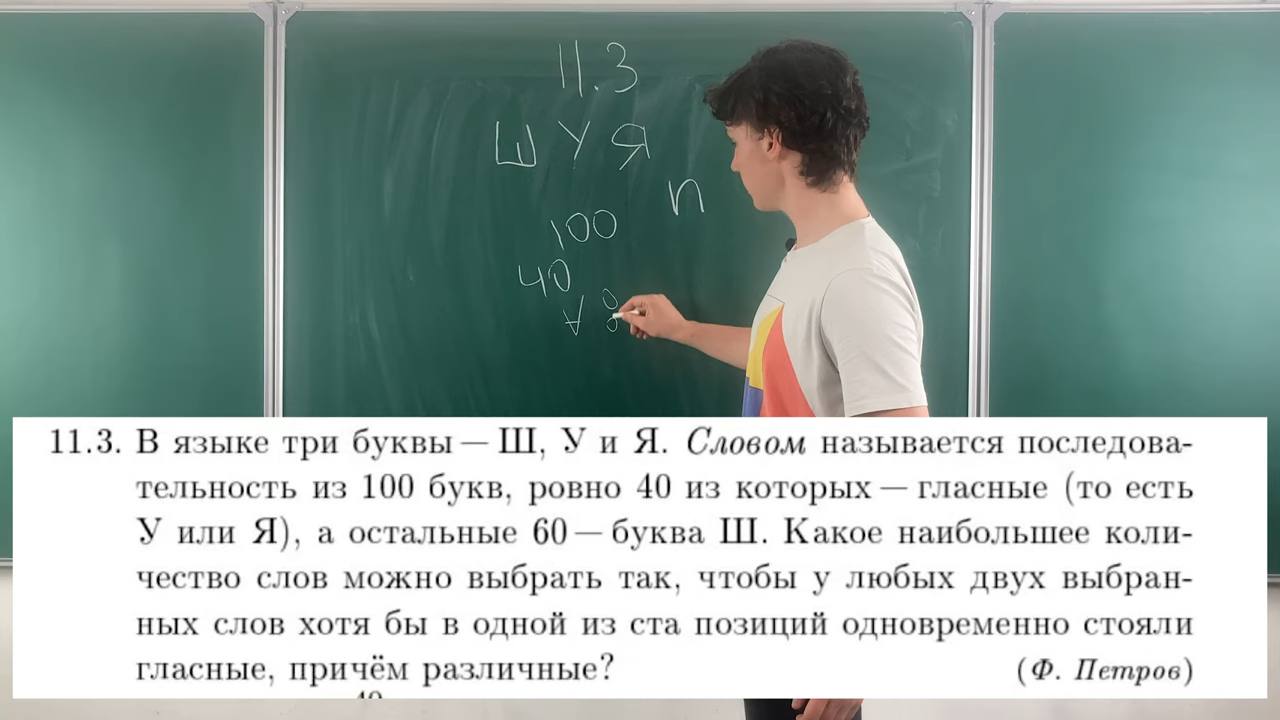 11.3
Ш У Я
n
100
40
∀
11.3. В языке три буквы — Ш, У и Я. Словом называется последова-
тельность из 100 букв, ровно 40 из которых — гласные (то есть
У или Я), а остальные 60 — буква Ш. Какое наибольшее коли-
чество слов можно выбрать так, чтобы у любых двух выбран-
ных слов хотя бы в одной из ста позиций одновременно стояли
гласные, причём различные?
(Ф. Петров)